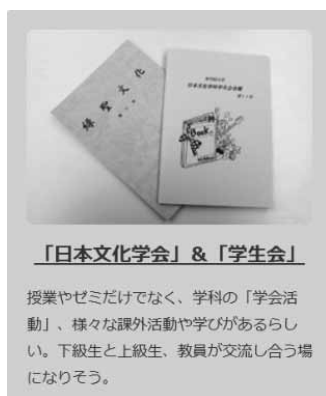 文化
Book
「日本文化学会」&「学生会」
授業やゼミだけでなく、学科の「学会活
動」、様々な課外活動や学びがあるらし
い。下級生と上級生、教員が交流し合う場
になりそう。